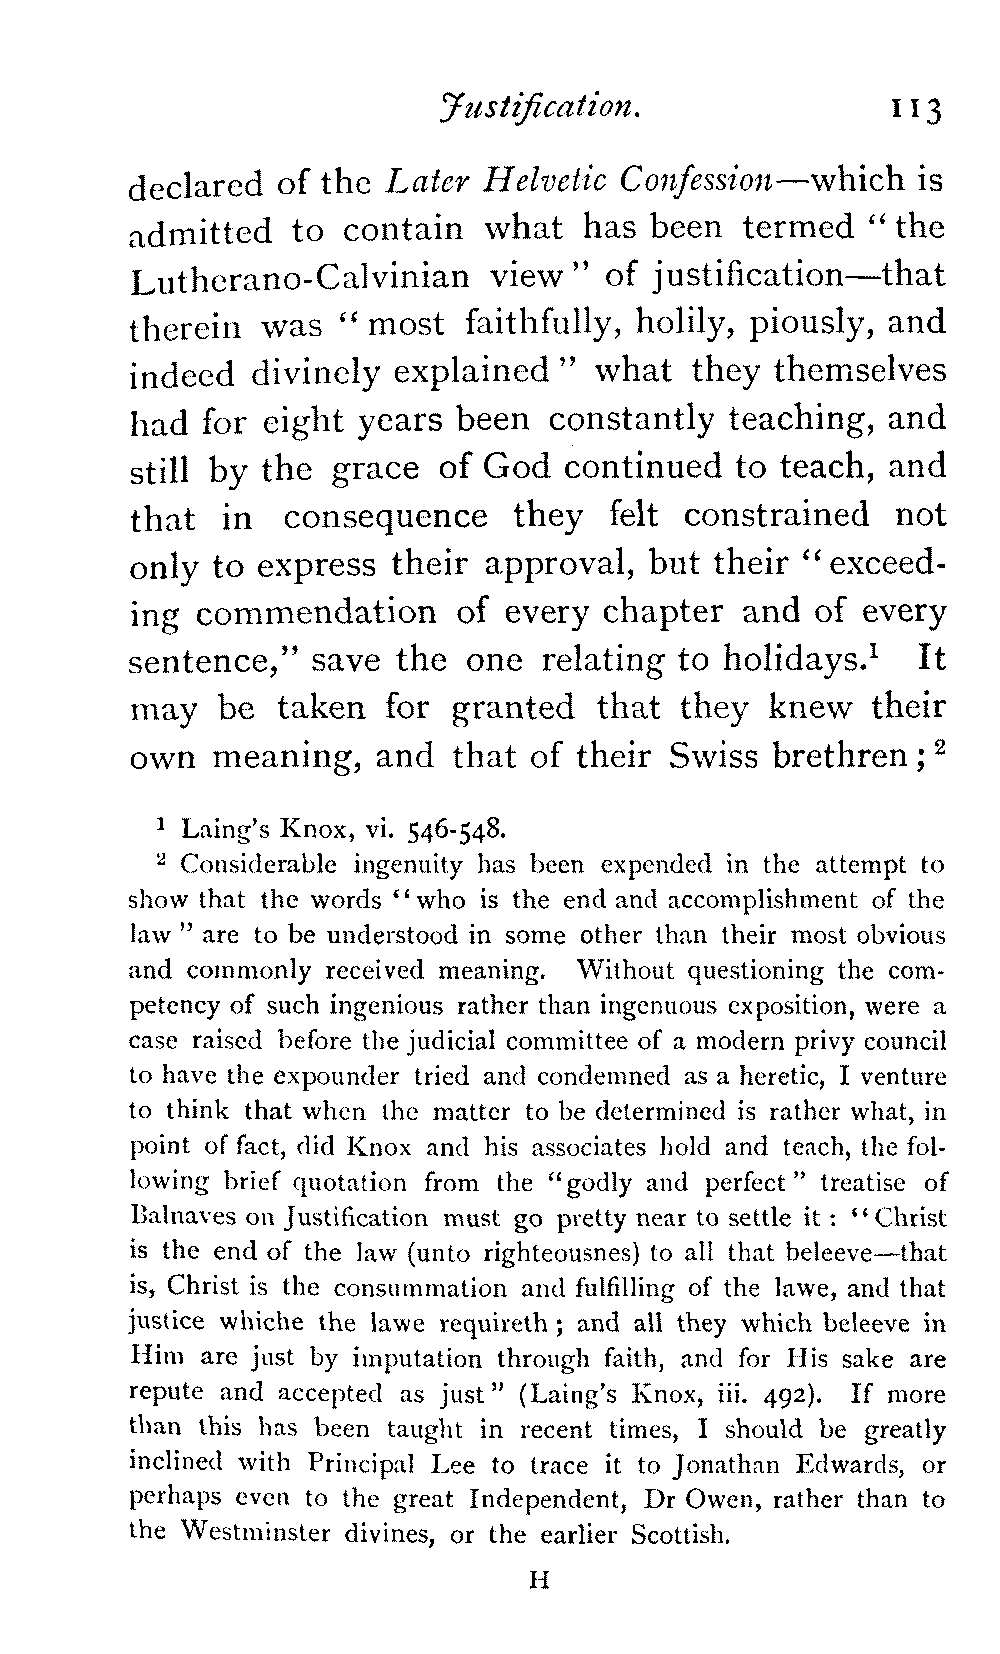 Justification. 113
declared of the Later Helvetic Confession—which is
admitted to contain what has been termed “the
Lutherano-Calvinian view” of justification—that
therein was “most faithfully, holily, piously, and
indeed divinely explained” what they themselves
had for eight years been constantly teaching, and
still by the grace of God continued to teach, and
that in consequence they felt constrained not
only to express their approval, but their “exceed-
ing commendation of every chapter and of every
sentence,” save the one relating to holidays.¹ It
may be taken for granted that they knew their
own meaning, and that of their Swiss brethren;²
¹ Laing’s Knox, vi. 546-548.
² Considerable ingenuity has been expended in the attempt to
show that the words “who is the end and accomplishment of the
law” are to be understood in some other than their most obvious
and commonly received meaning. Without questioning the com-
petency of such ingenious rather than ingenuous exposition, were a
case raised before the judicial committee of a modern privy council
to have the expounder tried and condemned as a heretic, I venture
to think that when the matter to be determined is rather what, in
point of fact, did Knox and his associates hold and teach, the fol-
lowing brief quotation from the “godly and perfect” treatise of
Balnaves on Justification must go pretty near to settle it: “Christ
is the end of the law (unto righteousnes) to all that beleeve—that
is, Christ is the consummation and fulfilling of the lawe, and that
justice whiche the lawe requireth; and all they which beleeve in
Him are just by imputation through faith, and for His sake are
repute and accepted as just” (Laing’s Knox, iii. 492). If more
than this has been taught in recent times, I should be greatly
inclined with Principal Lee to trace it to Jonathan Edwards, or
perhaps even to the great Independent, Dr Owen, rather than to
the Westminster divines, or the earlier Scottish.
H